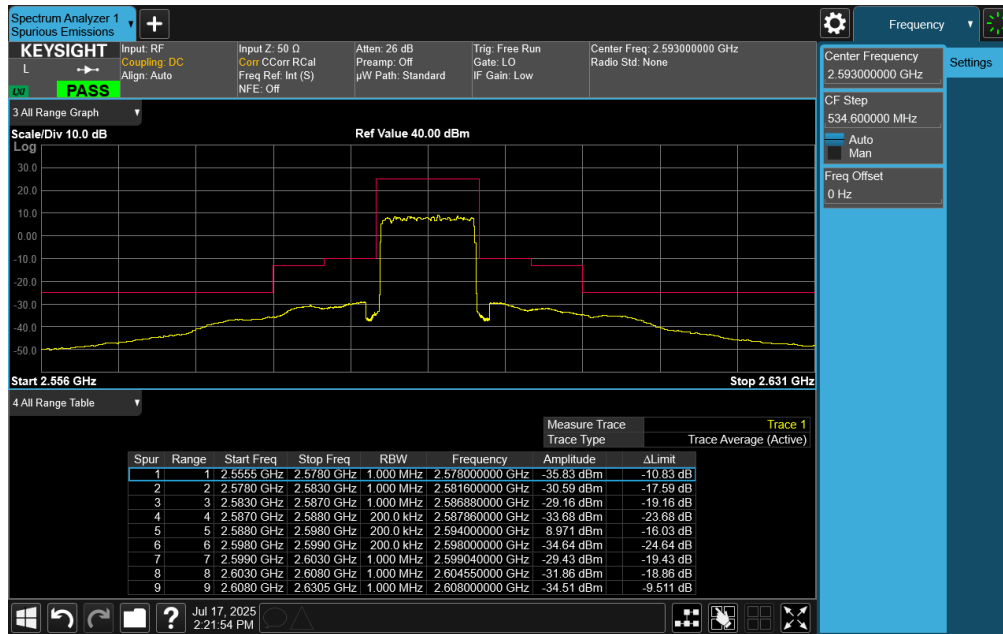 Spectrum Analyzer 1
Spurious Emissions
Frequency
KEYSIGHT
L
LXI
PASS
Input: RF
Coupling: DC
Align: Auto
Input Z: 50 Ω
Corr CCorr RCal
Freq Ref: Int (S)
NFE: Off
Atten: 26 dB
Preamp: Off
µW Path: Standard
Trig: Free Run
Gate: LO
IF Gain: Low
Center Freq: 2.593000000 GHz
Radio Std: None
Center Frequency
2.593000000 GHz
Settings
CF Step
534.600000 MHz
Auto
Man
Freq Offset
0 Hz
3 All Range Graph
Scale/Div 10.0 dB
Ref Value 40.00 dBm
Log
30.0
20.0
10.0
0.00
-10.0
-20.0
-30.0
-40.0
-50.0
Start 2.556 GHz
Stop 2.631 GHz
4 All Range Table
Measure Trace Trace 1
Trace Type Trace Average (Active)
Spur Range Start Freq Stop Freq RBW Frequency Amplitude ΔLimit
1 1 2.5555 GHz 2.5780 GHz 1.000 MHz 2.578000000 GHz -35.83 dBm -10.83 dB
2 2 2.5780 GHz 2.5830 GHz 1.000 MHz 2.581600000 GHz -30.59 dBm -17.59 dB
3 3 2.5830 GHz 2.5870 GHz 1.000 MHz 2.586880000 GHz -29.16 dBm -19.16 dB
4 4 2.5870 GHz 2.5880 GHz 200.0 kHz 2.587860000 GHz -33.68 dBm -23.68 dB
5 5 2.5880 GHz 2.5980 GHz 200.0 kHz 2.594000000 GHz 8.971 dBm -16.03 dB
6 6 2.5980 GHz 2.5990 GHz 200.0 kHz 2.598000000 GHz -34.64 dBm -24.64 dB
7 7 2.5990 GHz 2.6030 GHz 1.000 MHz 2.599040000 GHz -29.43 dBm -19.43 dB
8 8 2.6030 GHz 2.6080 GHz 1.000 MHz 2.604550000 GHz -31.86 dBm -18.86 dB
9 9 2.6080 GHz 2.6305 GHz 1.000 MHz 2.608000000 GHz -34.51 dBm -9.511 dB
Jul 17, 2025
2:21:54 PM